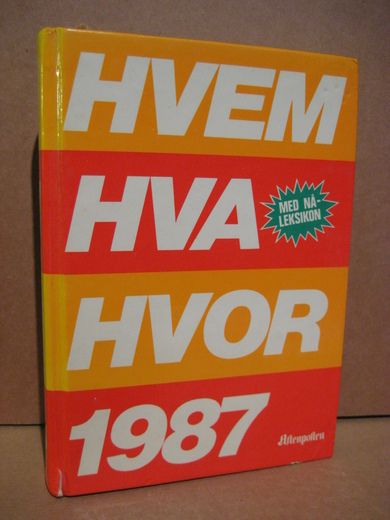 HVEM
HVA
MED NÅ-
LEKSIKON
HVOR
1987
Aftenposten